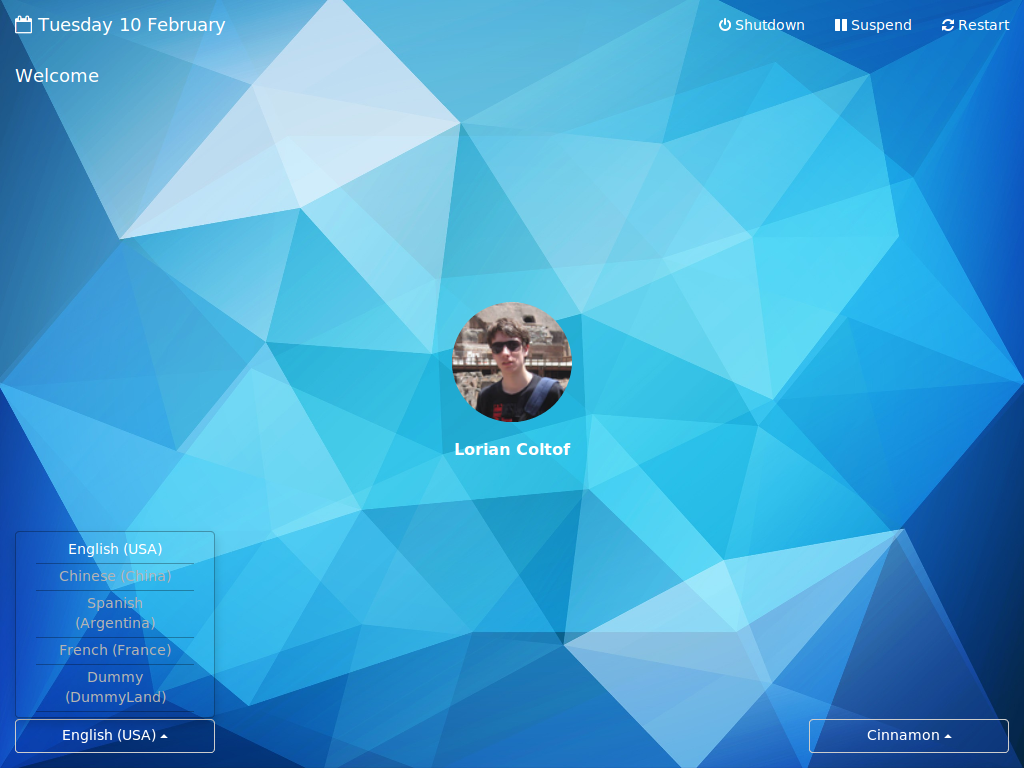 Tuesday 10 February
Shutdown
Suspend
Restart
Welcome
Lorian Coltof
English (USA)
Chinese (China)
Spanish
(Argentina)
French (France)
Dummy
(DummyLand)
English (USA)
Cinnamon